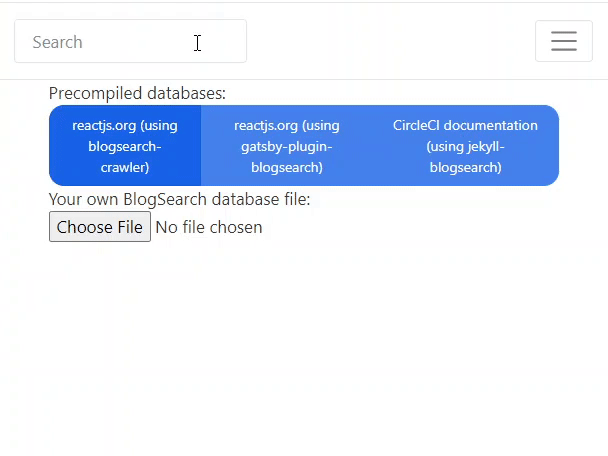 Search
Precompiled databases:
reactjs.org (using
blogsearch-
crawler)
reactjs.org (using
gatsby-plugin-
blogsearch)
CircleCI documentation
(using jekyll-
blogsearch)
Your own BlogSearch database file:
Choose File No file chosen